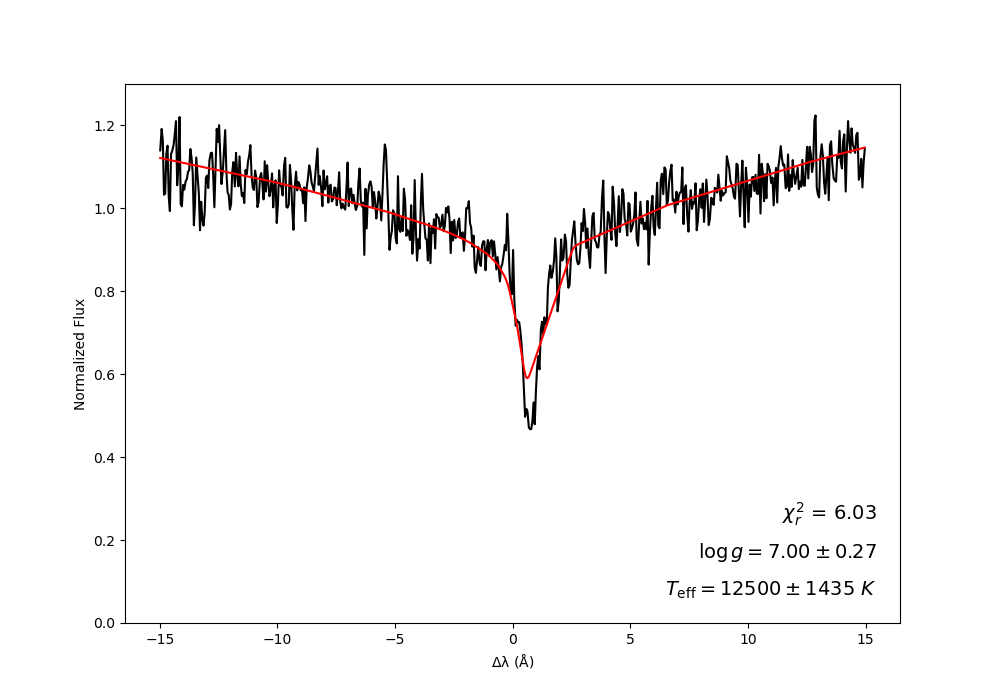 1.2
1.0
0.8
0.6
0.4
0.2
0.0
Normalized Flux
χ²ᵣ = 6.03
log g = 7.00 ± 0.27
T_eff = 12500 ± 1435 K
−15 −10 −5 0 5 10 15
Δλ (Å)